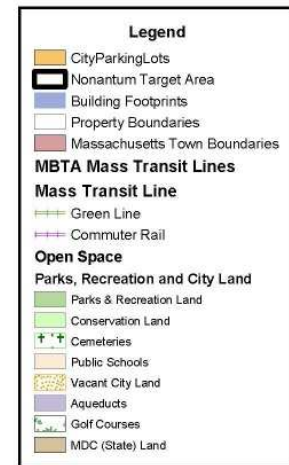 Legend
CityParkingLots
Nonantum Target Area
Building Footprints
Property Boundaries
Massachusetts Town Boundaries
MBTA Mass Transit Lines
Mass Transit Line
Green Line
Commuter Rail
Open Space
Parks, Recreation and City Land
Parks & Recreation Land
Conservation Land
Cemeteries
Public Schools
Vacant City Land
Aqueducts
Golf Courses
MDC (State) Land